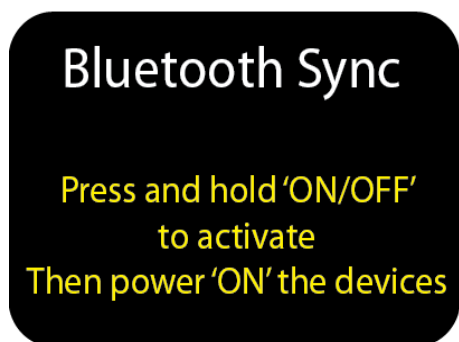 Bluetooth Sync
Press and hold ‘ON/OFF’
to activate
Then power ‘ON’ the devices